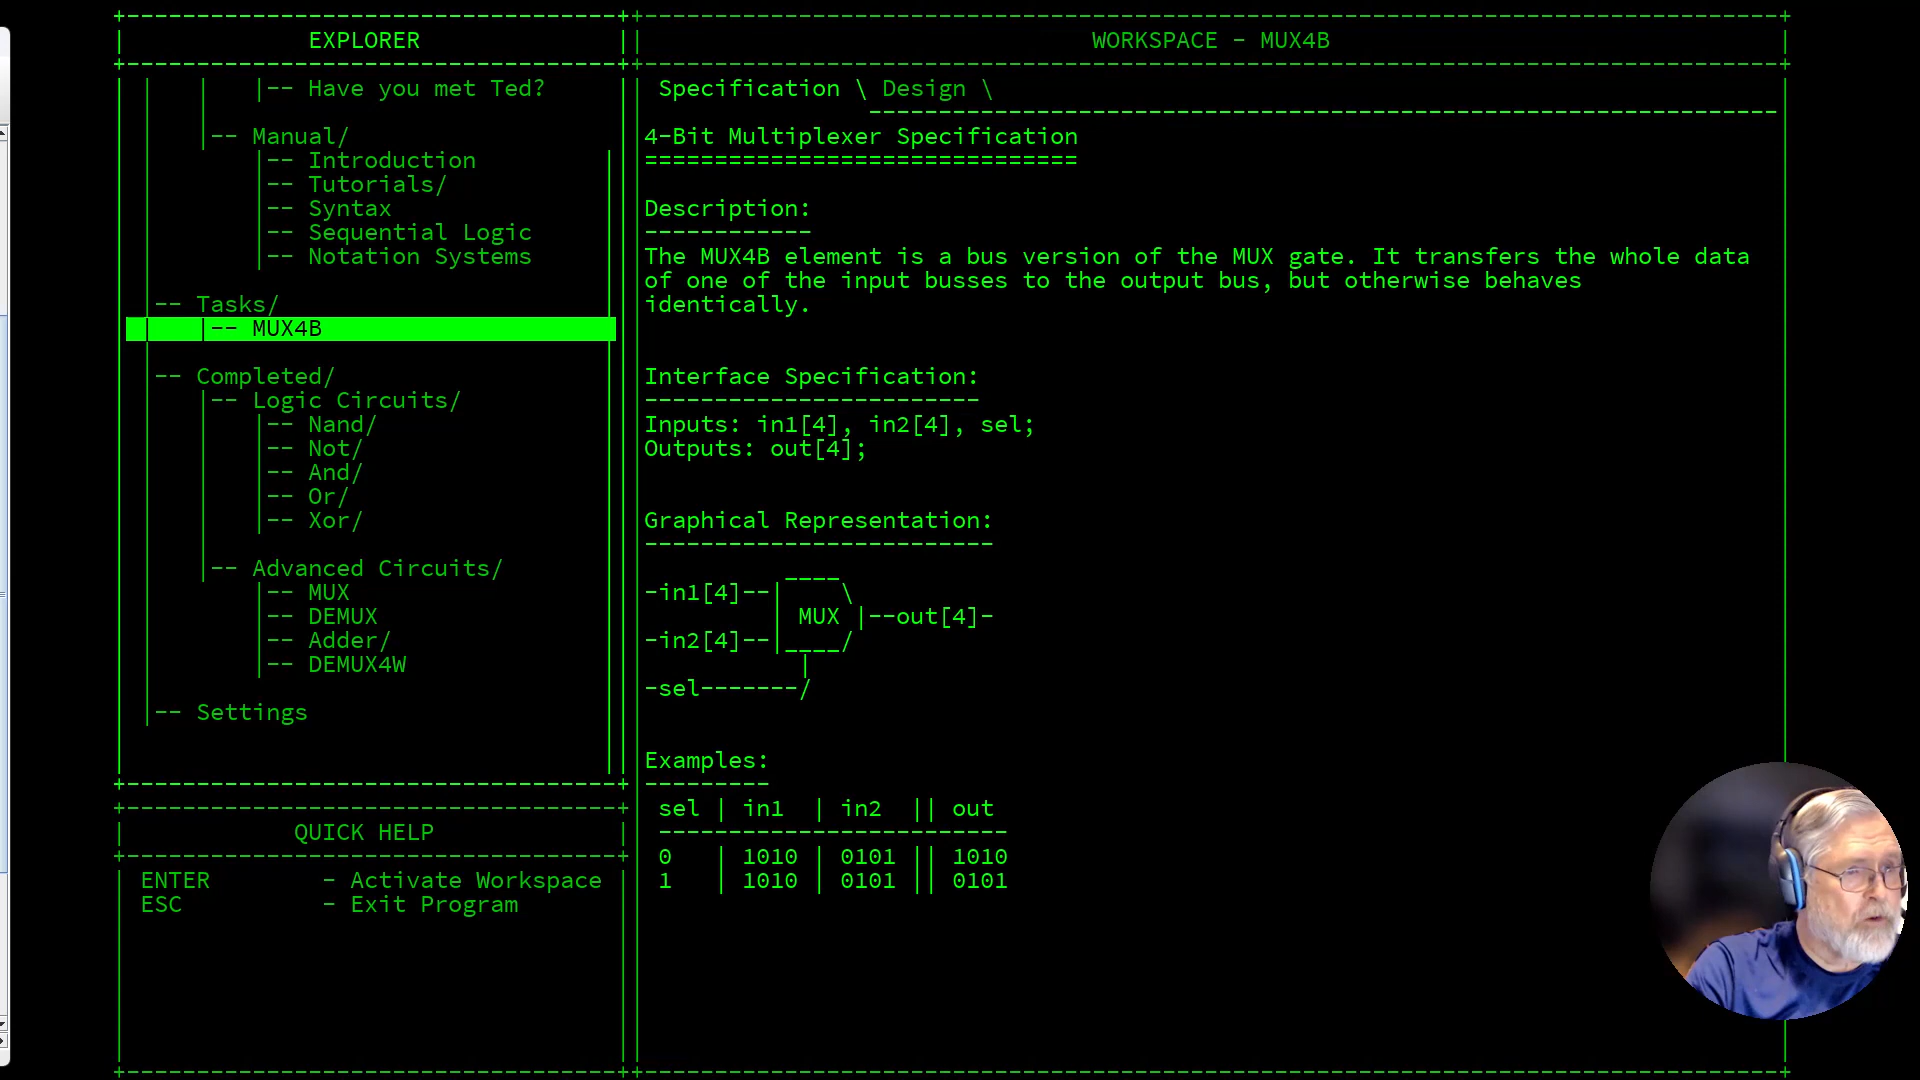 EXPLORER
|-- Have you met Ted?
|-- Manual/
|-- Introduction
|-- Tutorials/
|-- Syntax
|-- Sequential Logic
|-- Notation Systems
|-- Tasks/
|-- MUX4B
|-- Completed/
|-- Logic Circuits/
|-- Nand/
|-- Not/
|-- And/
|-- Or/
|-- Xor/
|-- Advanced Circuits/
|-- MUX
|-- DEMUX
|-- Adder/
|-- DEMUX4W
|-- Settings
QUICK HELP
ENTER - Activate Workspace
ESC - Exit Program
WORKSPACE - MUX4B
Specification \ Design \
4-Bit Multiplexer Specification
===============================
Description:
------------
The MUX4B element is a bus version of the MUX gate. It transfers the whole data
of one of the input busses to the output bus, but otherwise behaves
identically.
Interface Specification:
------------------------
Inputs: in1[4], in2[4], sel;
Outputs: out[4];
Graphical Representation:
-------------------------
          ____
-in1[4]--|    \
         | MUX |--out[4]-
-in2[4]--|____/
           |
-sel-------/
Examples:
---------
sel | in1 | in2 || out
-------------------------
0 | 1010 | 0101 || 1010
1 | 1010 | 0101 || 0101